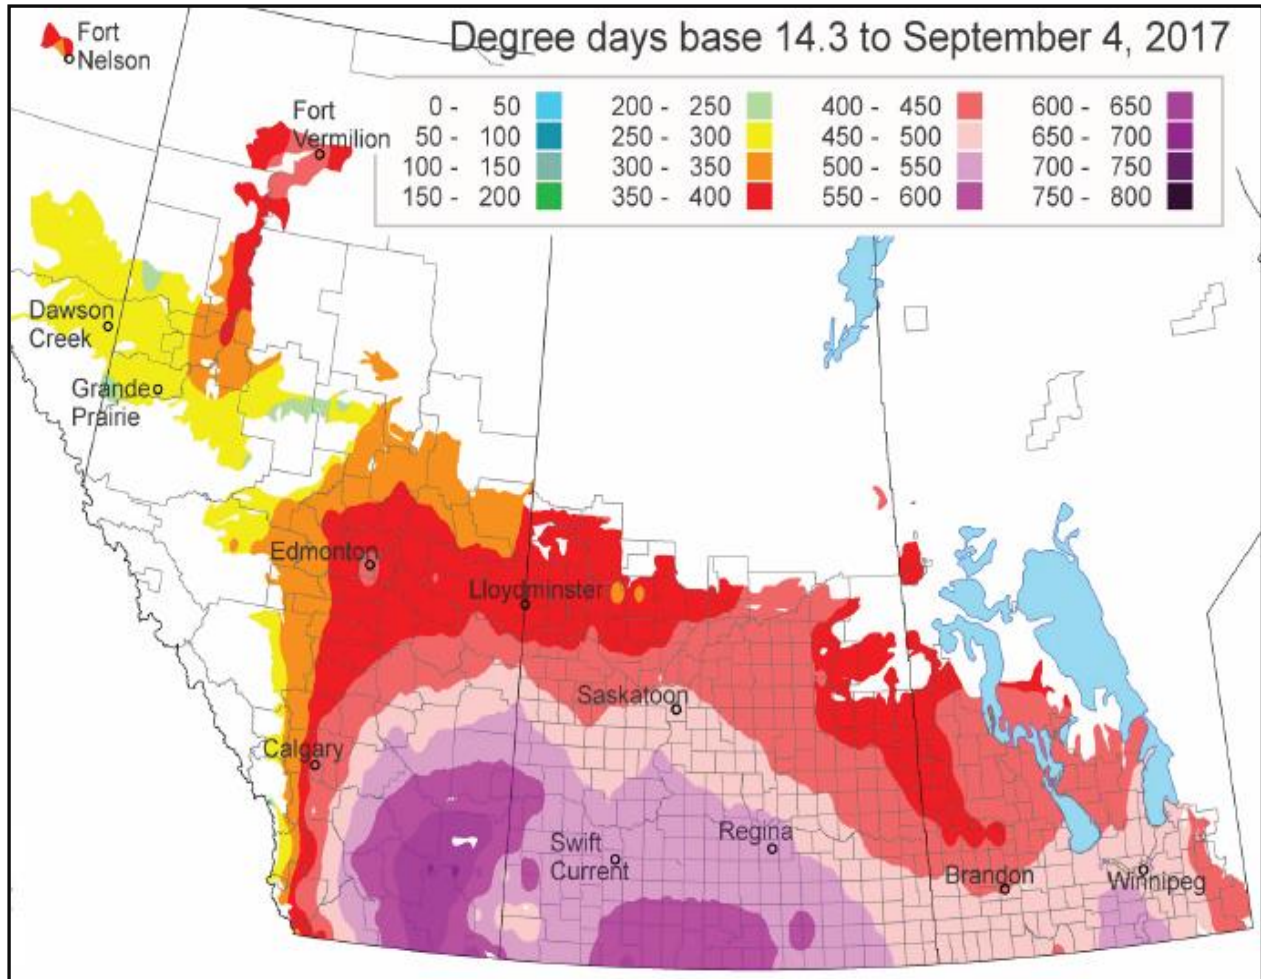 Degree days base 14.3 to September 4, 2017
Fort
Nelson
0 - 50
50 - 100
100 - 150
150 - 200
200 - 250
250 - 300
300 - 350
350 - 400
400 - 450
450 - 500
500 - 550
550 - 600
600 - 650
650 - 700
700 - 750
750 - 800
Fort
Vermilion
Dawson
Creek
Grande
Prairie
Edmonton
Lloydminster
Saskatoon
Calgary
Swift
Current
Regina
Brandon
Winnipeg